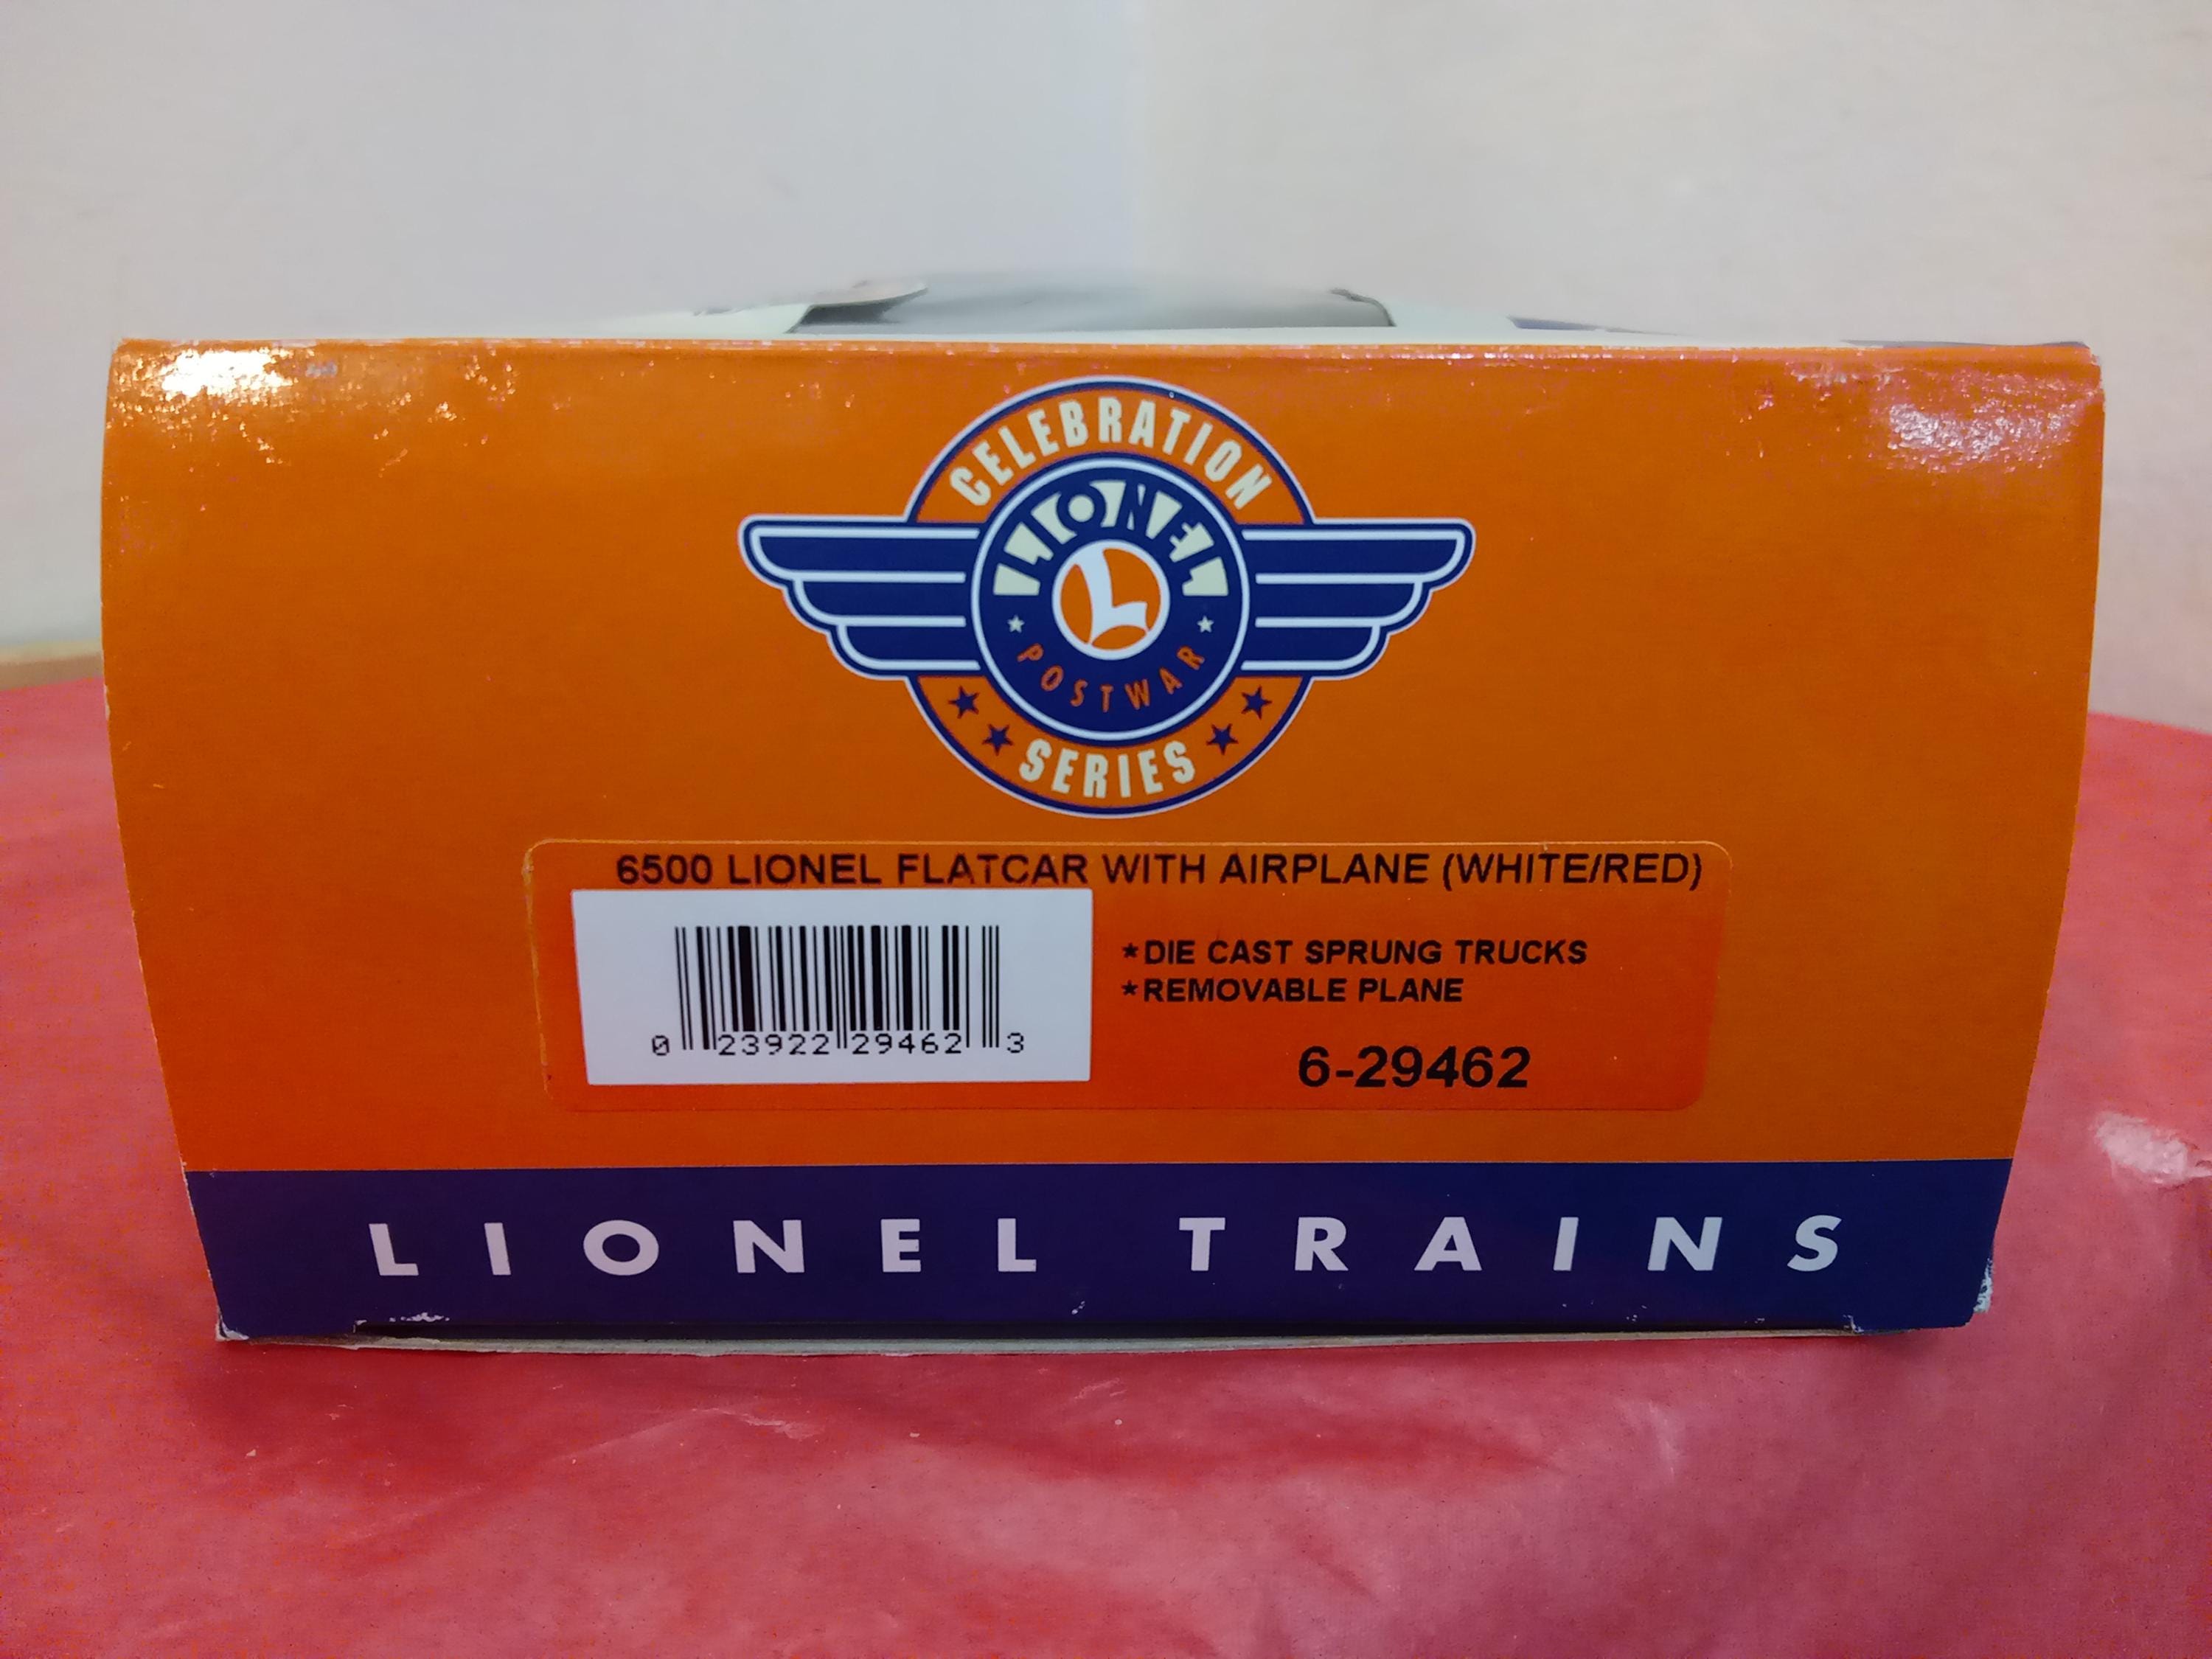 CELEBRATION
LIONEL
L
POSTWAR
SERIES
6500 LIONEL FLATCAR WITH AIRPLANE (WHITE/RED)
★DIE CAST SPRUNG TRUCKS
★REMOVABLE PLANE
0 23922 29462 3
6-29462
LIONEL TRAINS